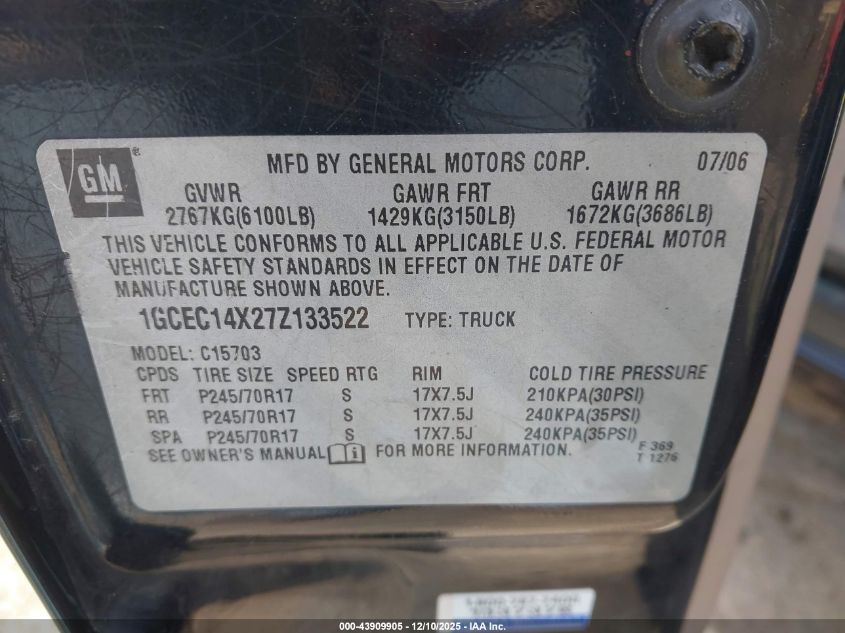 GM ®
MFD BY GENERAL MOTORS CORP. 07/06
GVWR GAWR FRT GAWR RR
2767KG(6100LB) 1429KG(3150LB) 1672KG(3686LB)
THIS VEHICLE CONFORMS TO ALL APPLICABLE U.S. FEDERAL MOTOR
VEHICLE SAFETY STANDARDS IN EFFECT ON THE DATE OF
MANUFACTURE SHOWN ABOVE.
1GCEC14X27Z133522 TYPE: TRUCK
MODEL: C15703
CPDS TIRE SIZE SPEED RTG RIM COLD TIRE PRESSURE
FRT P245/70R17 S 17X7.5J 210KPA(30PSI)
RR P245/70R17 S 17X7.5J 240KPA(35PSI)
SPA P245/70R17 S 17X7.5J 240KPA(35PSI)
SEE OWNER'S MANUAL i FOR MORE INFORMATION.
F 369
T 1276
000-43909905 - 12/10/2025 - IAA, Inc.